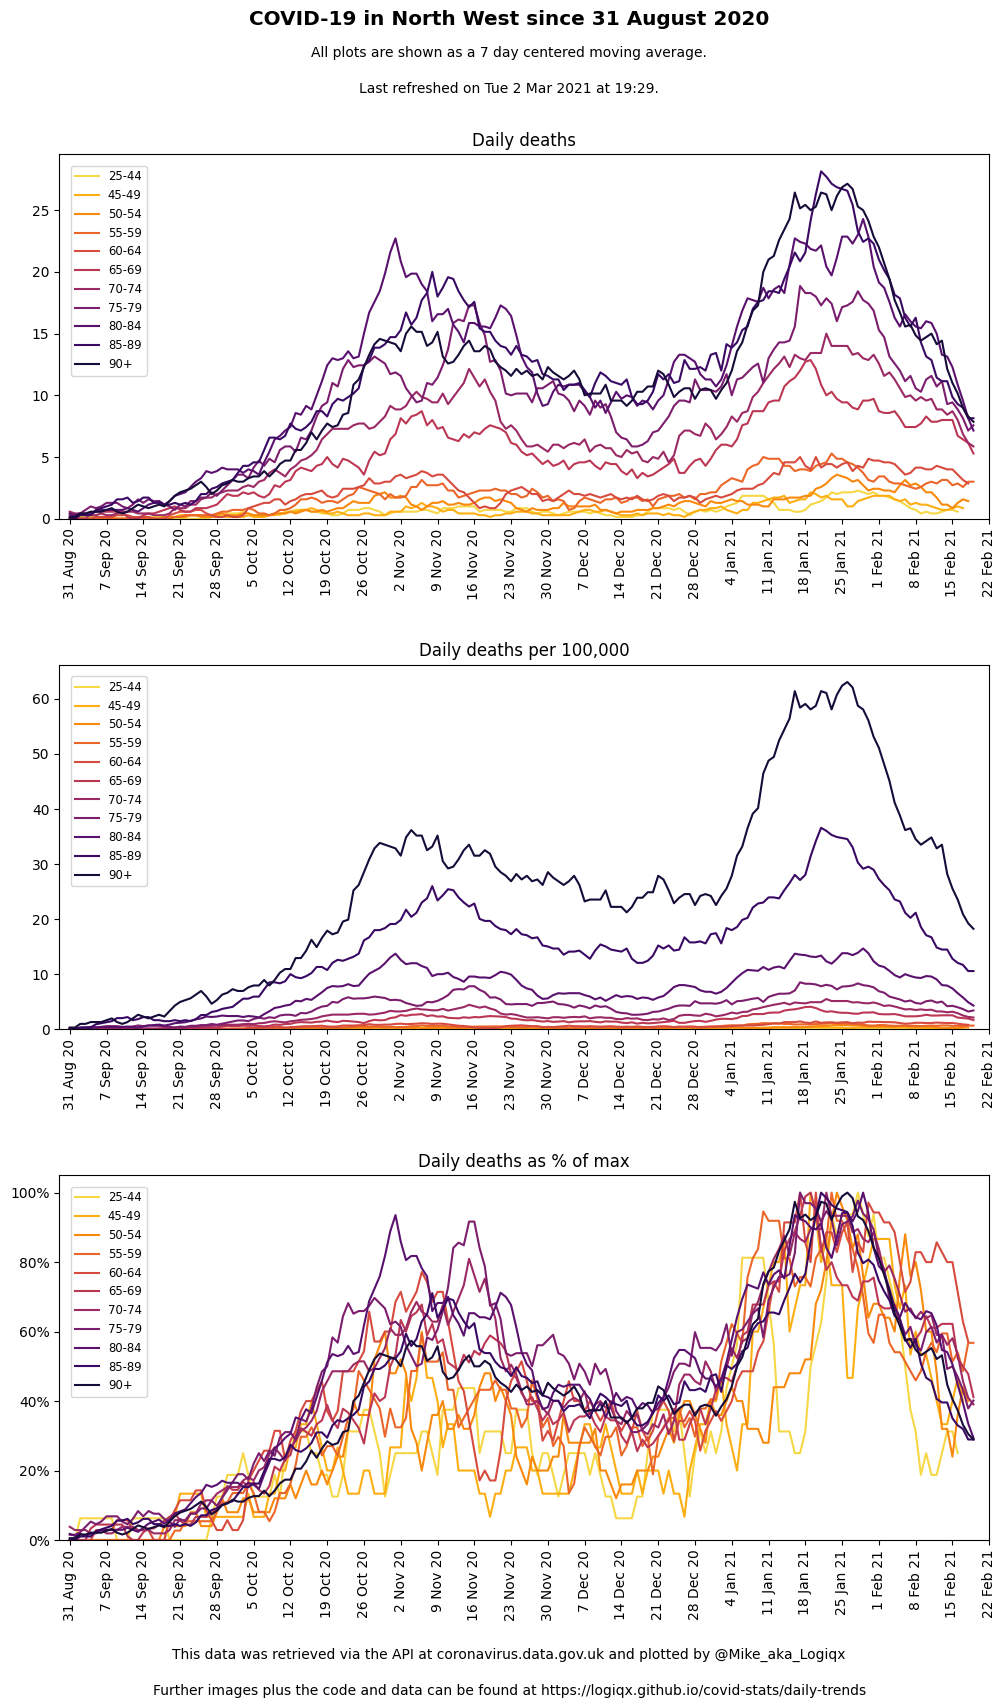 COVID-19 in North West since 31 August 2020
All plots are shown as a 7 day centered moving average.
Last refreshed on Tue 2 Mar 2021 at 19:29.
Daily deaths
25-44
45-49
50-54
55-59
60-64
65-69
70-74
75-79
80-84
85-89
90+
25
20
15
10
5
0
31 Aug 20
7 Sep 20
14 Sep 20
21 Sep 20
28 Sep 20
5 Oct 20
12 Oct 20
19 Oct 20
26 Oct 20
2 Nov 20
9 Nov 20
16 Nov 20
23 Nov 20
30 Nov 20
7 Dec 20
14 Dec 20
21 Dec 20
28 Dec 20
4 Jan 21
11 Jan 21
18 Jan 21
25 Jan 21
1 Feb 21
8 Feb 21
15 Feb 21
22 Feb 21
Daily deaths per 100,000
25-44
45-49
50-54
55-59
60-64
65-69
70-74
75-79
80-84
85-89
90+
60
50
40
30
20
10
0
31 Aug 20
7 Sep 20
14 Sep 20
21 Sep 20
28 Sep 20
5 Oct 20
12 Oct 20
19 Oct 20
26 Oct 20
2 Nov 20
9 Nov 20
16 Nov 20
23 Nov 20
30 Nov 20
7 Dec 20
14 Dec 20
21 Dec 20
28 Dec 20
4 Jan 21
11 Jan 21
18 Jan 21
25 Jan 21
1 Feb 21
8 Feb 21
15 Feb 21
22 Feb 21
Daily deaths as % of max
25-44
45-49
50-54
55-59
60-64
65-69
70-74
75-79
80-84
85-89
90+
100%
80%
60%
40%
20%
0%
31 Aug 20
7 Sep 20
14 Sep 20
21 Sep 20
28 Sep 20
5 Oct 20
12 Oct 20
19 Oct 20
26 Oct 20
2 Nov 20
9 Nov 20
16 Nov 20
23 Nov 20
30 Nov 20
7 Dec 20
14 Dec 20
21 Dec 20
28 Dec 20
4 Jan 21
11 Jan 21
18 Jan 21
25 Jan 21
1 Feb 21
8 Feb 21
15 Feb 21
22 Feb 21
This data was retrieved via the API at coronavirus.data.gov.uk and plotted by @Mike_aka_Logiqx
Further images plus the code and data can be found at https://logiqx.github.io/covid-stats/daily-trends